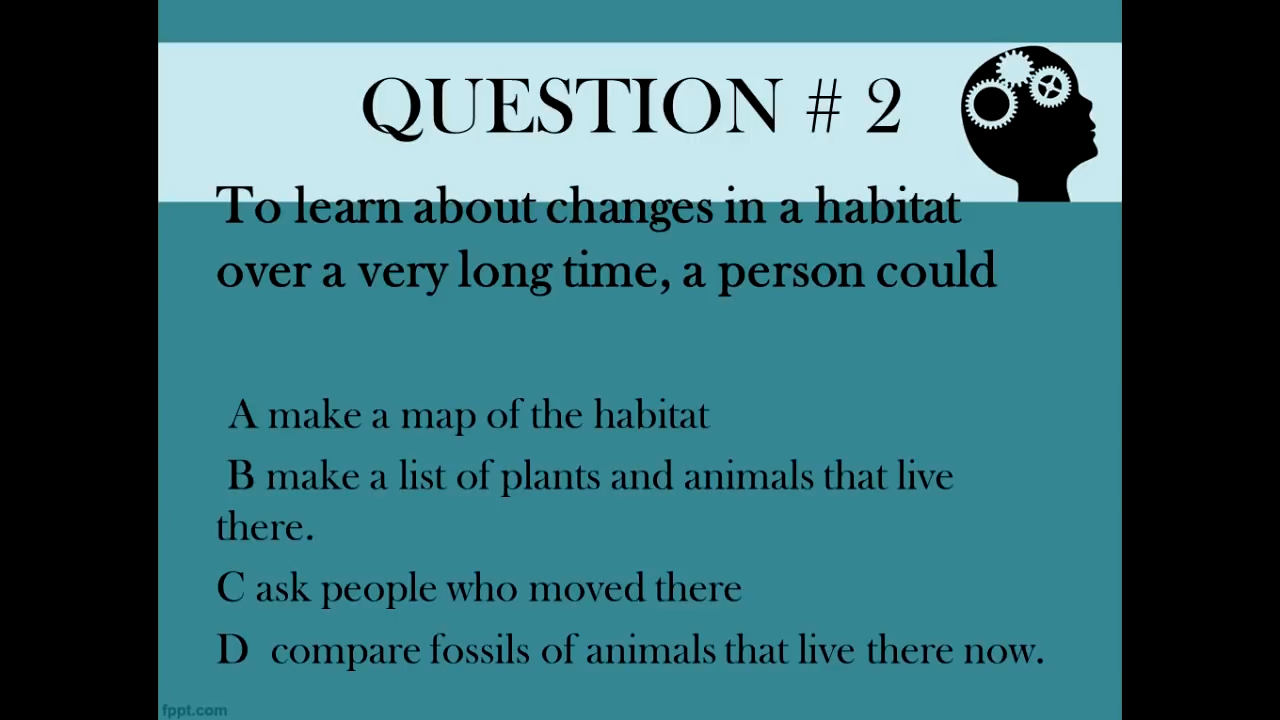 QUESTION # 2
To learn about changes in a habitat
over a very long time, a person could
A make a map of the habitat
B make a list of plants and animals that live
there.
C ask people who moved there
D compare fossils of animals that live there now.
fppt.com